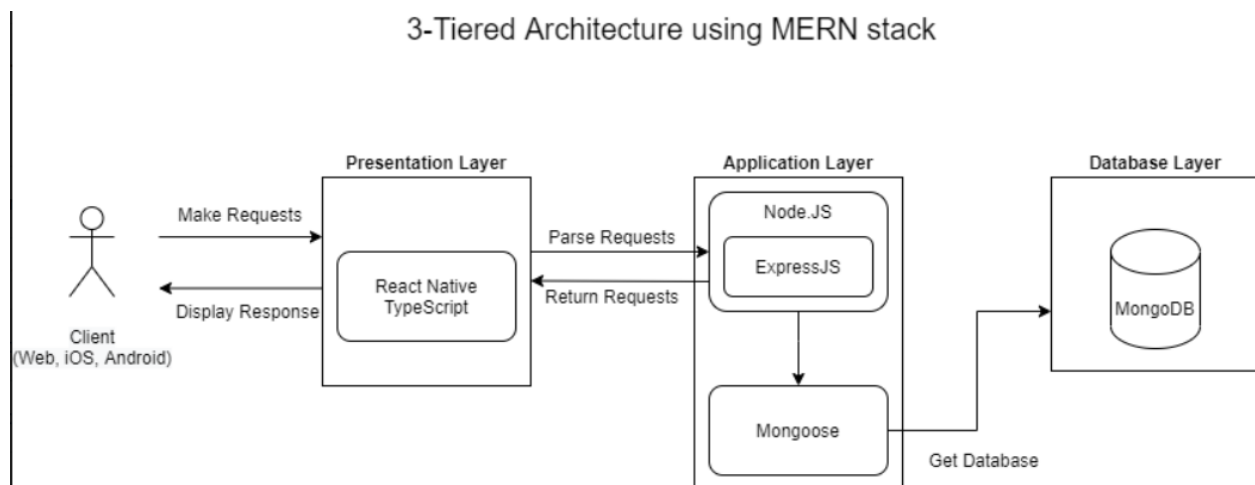 3-Tiered Architecture using MERN stack
Presentation Layer
Application Layer
Database Layer
Make Requests
Display Response
Client
(Web, iOS, Android)
React Native
TypeScript
Parse Requests
Return Requests
Node.JS
ExpressJS
Mongoose
Get Database
MongoDB